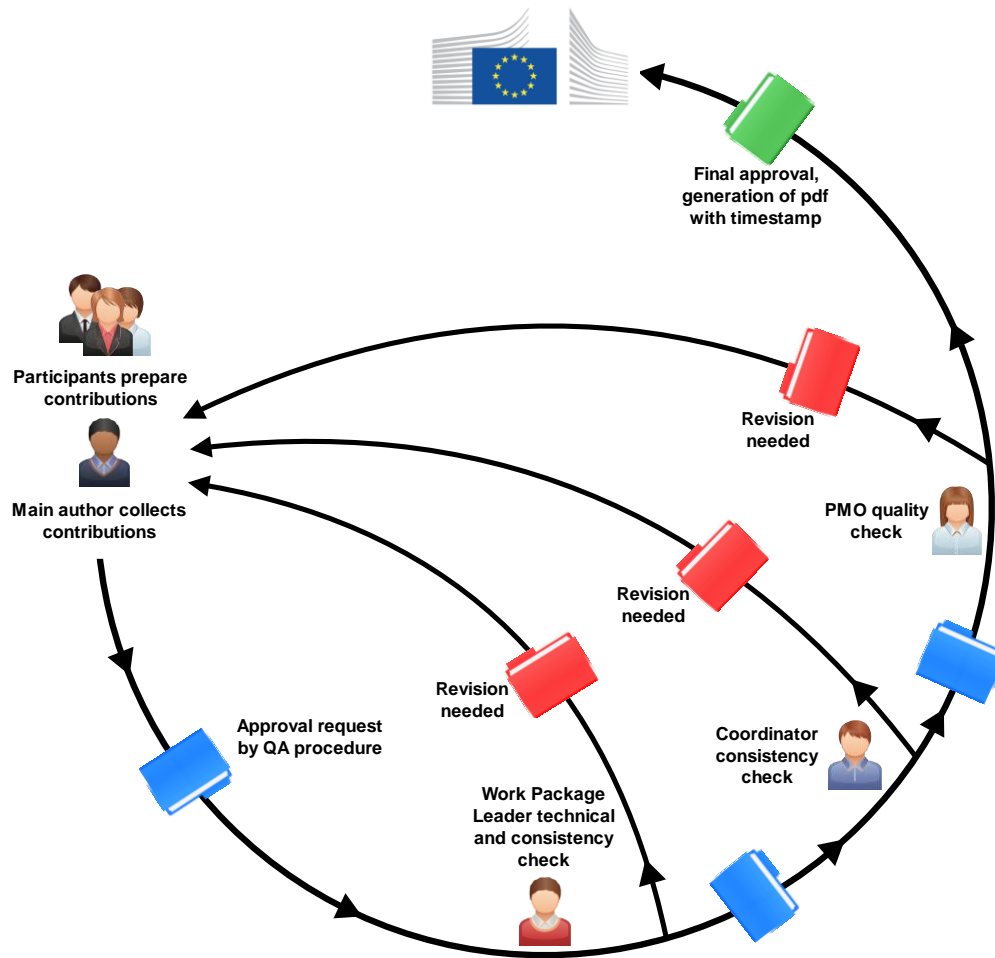 Final approval,
generation of pdf
with timestamp
Participants prepare
contributions
Main author collects
contributions
Revision
needed
PMO quality
check
Revision
needed
Revision
needed
Approval request
by QA procedure
Coordinator
consistency
check
Work Package
Leader technical
and consistency
check